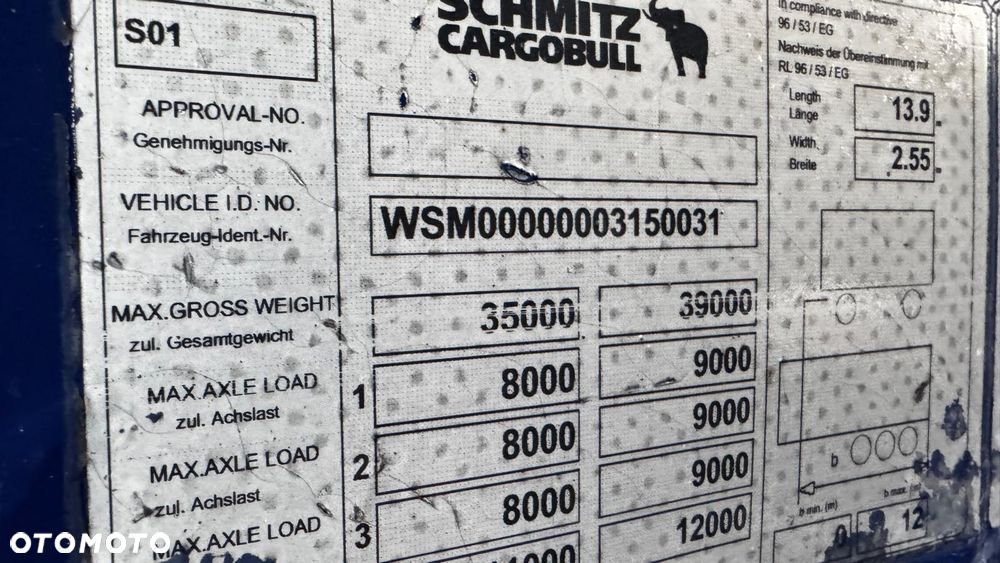 S01
SCHMITZ
CARGOBULL
In compliance with directive
96 / 53 / EG
Nachweis der Übereinstimmung mit
RL 96 / 53 / EG
APPROVAL-NO.
Genehmigungs-Nr.
Length
Länge
13.9 m
Width
Breite
2.55 m
VEHICLE I.D. NO.
Fahrzeug-Ident.-Nr.
WSM00000003150031
MAX.GROSS WEIGHT
zul. Gesamtgewicht
35000
39000
MAX.AXLE LOAD
zul. Achslast
1
8000
9000
MAX.AXLE LOAD
zul. Achslast
2
8000
9000
MAX.AXLE LOAD
3
8000
9000
12000
b
b min. (m)
b max. (m)
0
12
OTOMOTO